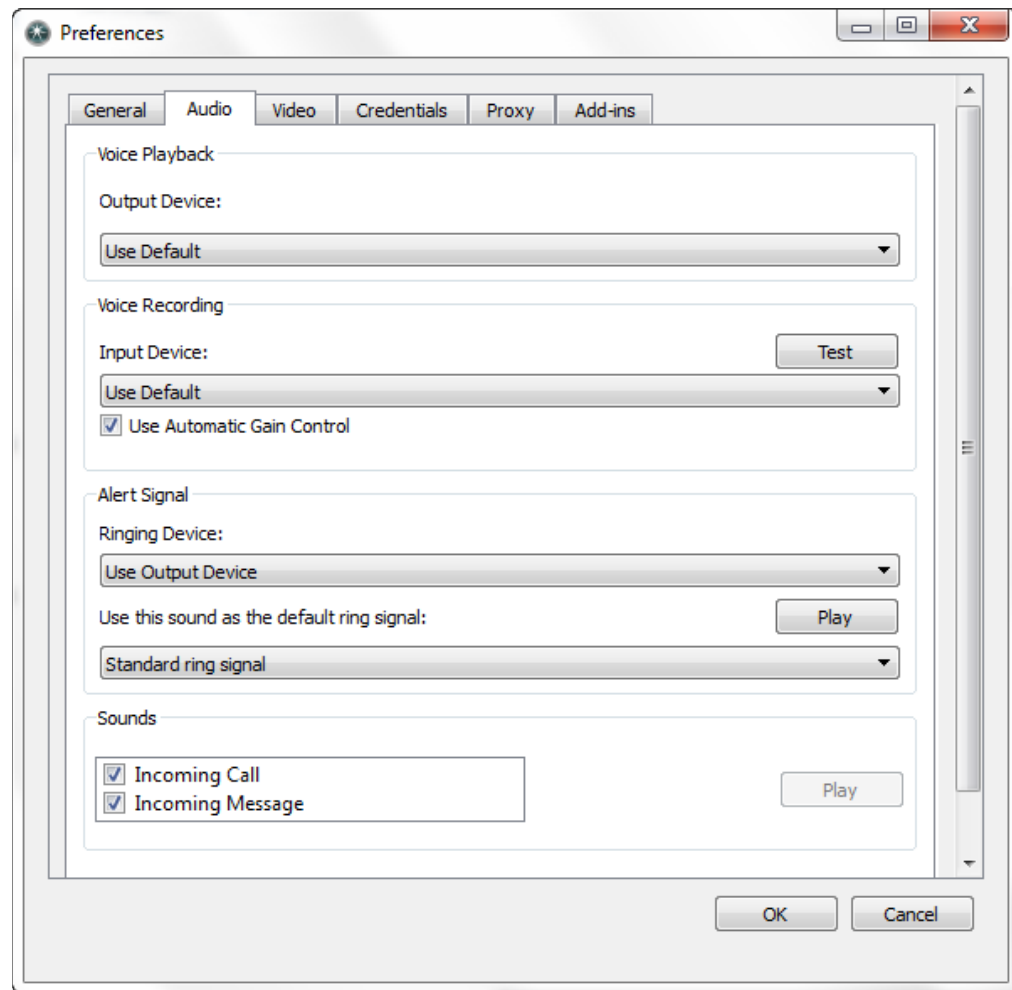 Preferences
General Audio Video Credentials Proxy Add-ins
Voice Playback
Output Device:
Use Default
Voice Recording
Input Device: Test
Use Default
Use Automatic Gain Control
Alert Signal
Ringing Device:
Use Output Device
Use this sound as the default ring signal: Play
Standard ring signal
Sounds
Incoming Call
Incoming Message
Play
OK Cancel